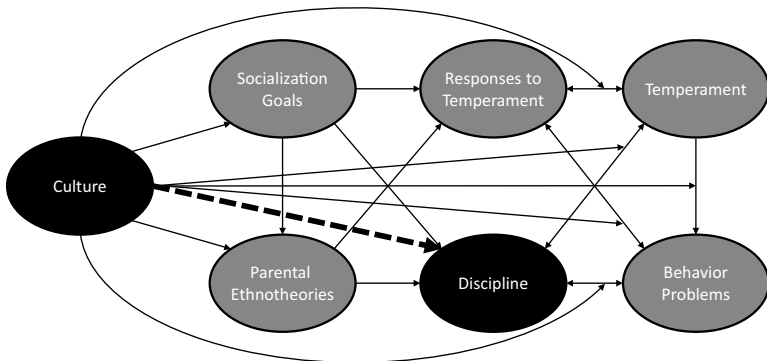 Socialization
Goals
Responses to
Temperament
Temperament
Culture
Parental
Ethnotheories
Discipline
Behavior
Problems